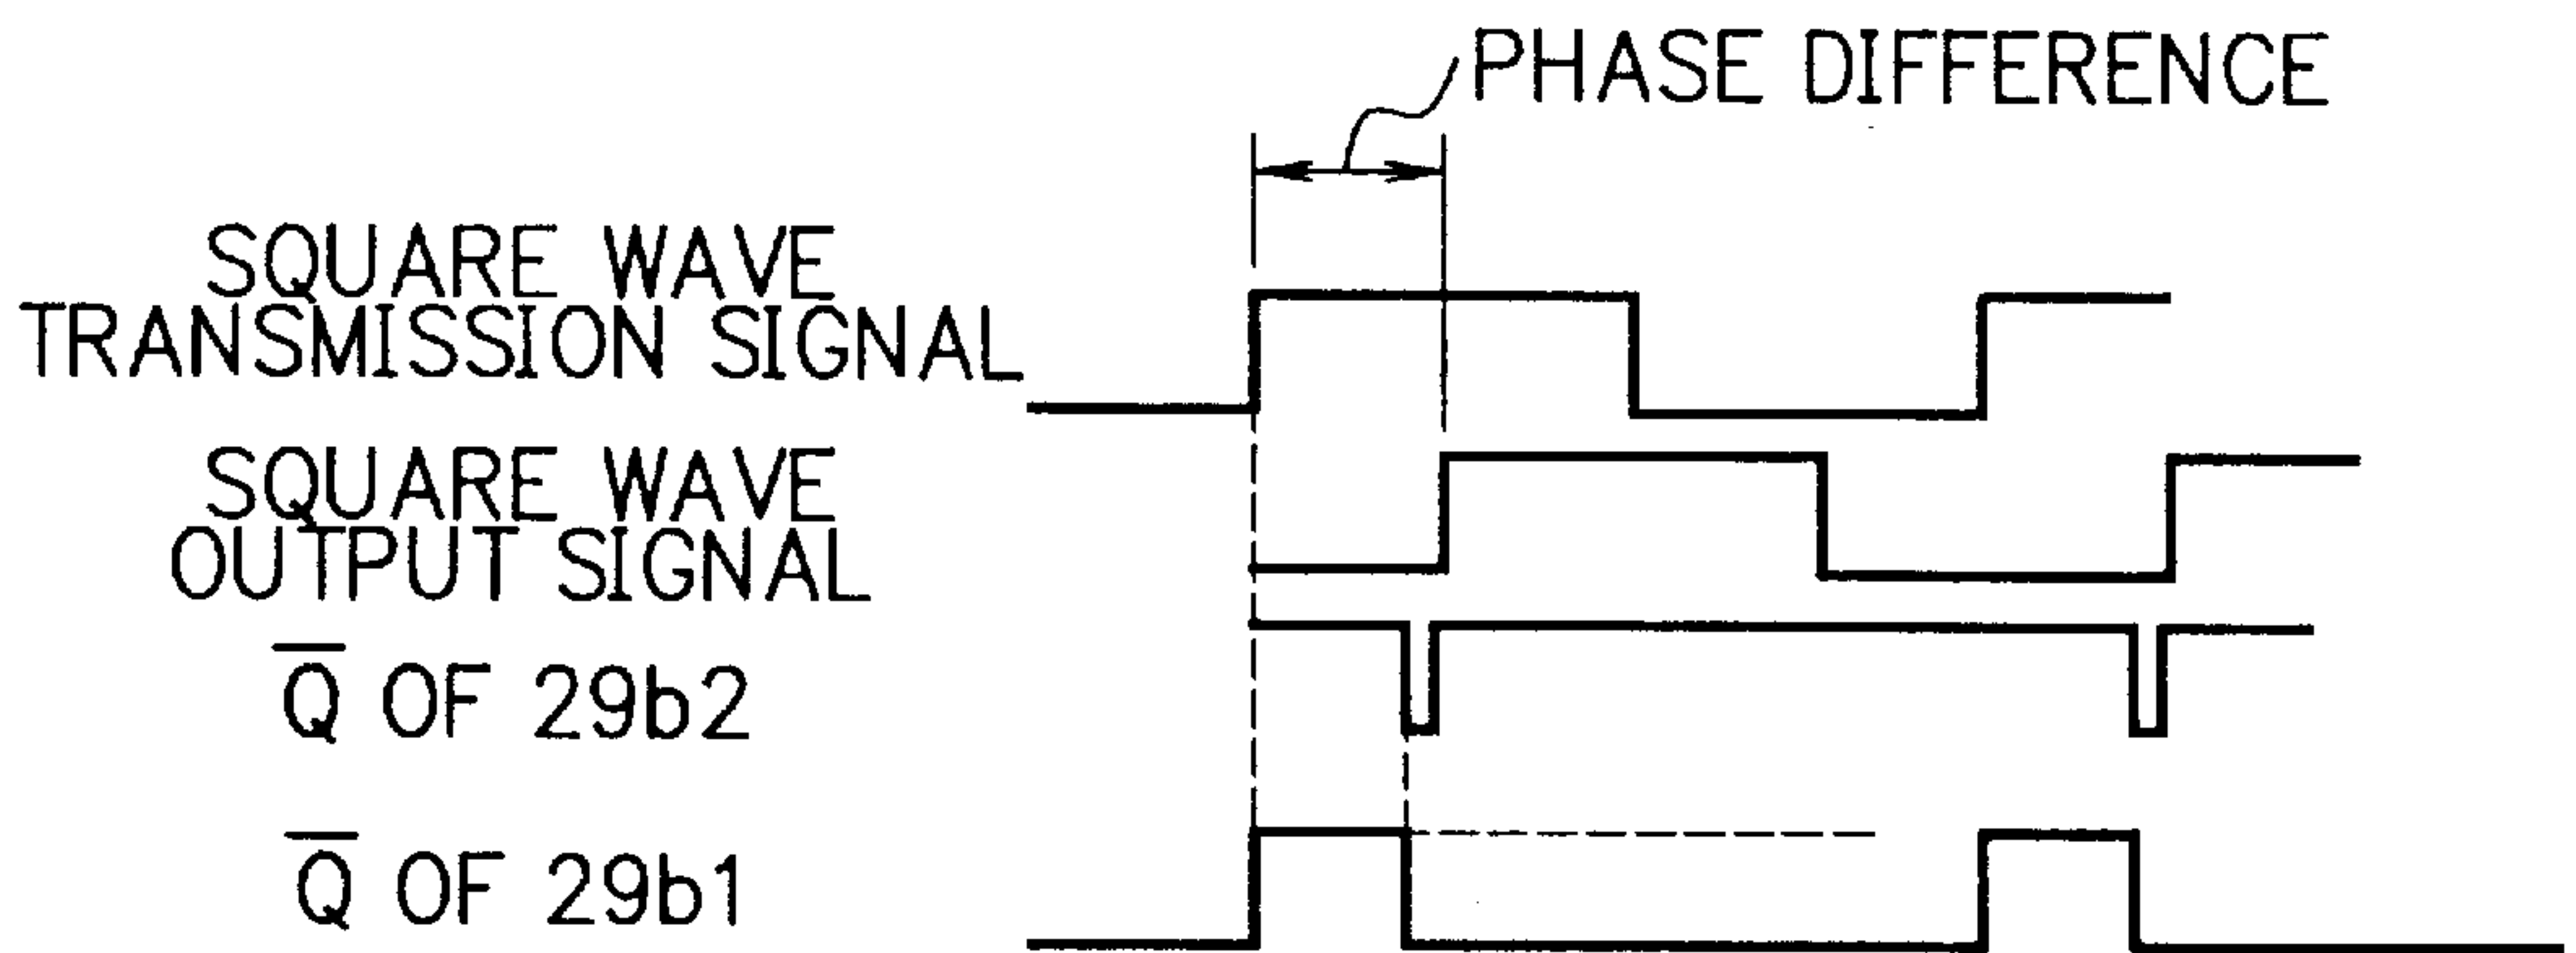 PHASE DIFFERENCE
SQUARE WAVE
TRANSMISSION SIGNAL
SQUARE WAVE
OUTPUT SIGNAL
Q̅ OF 29b2
Q̅ OF 29b1